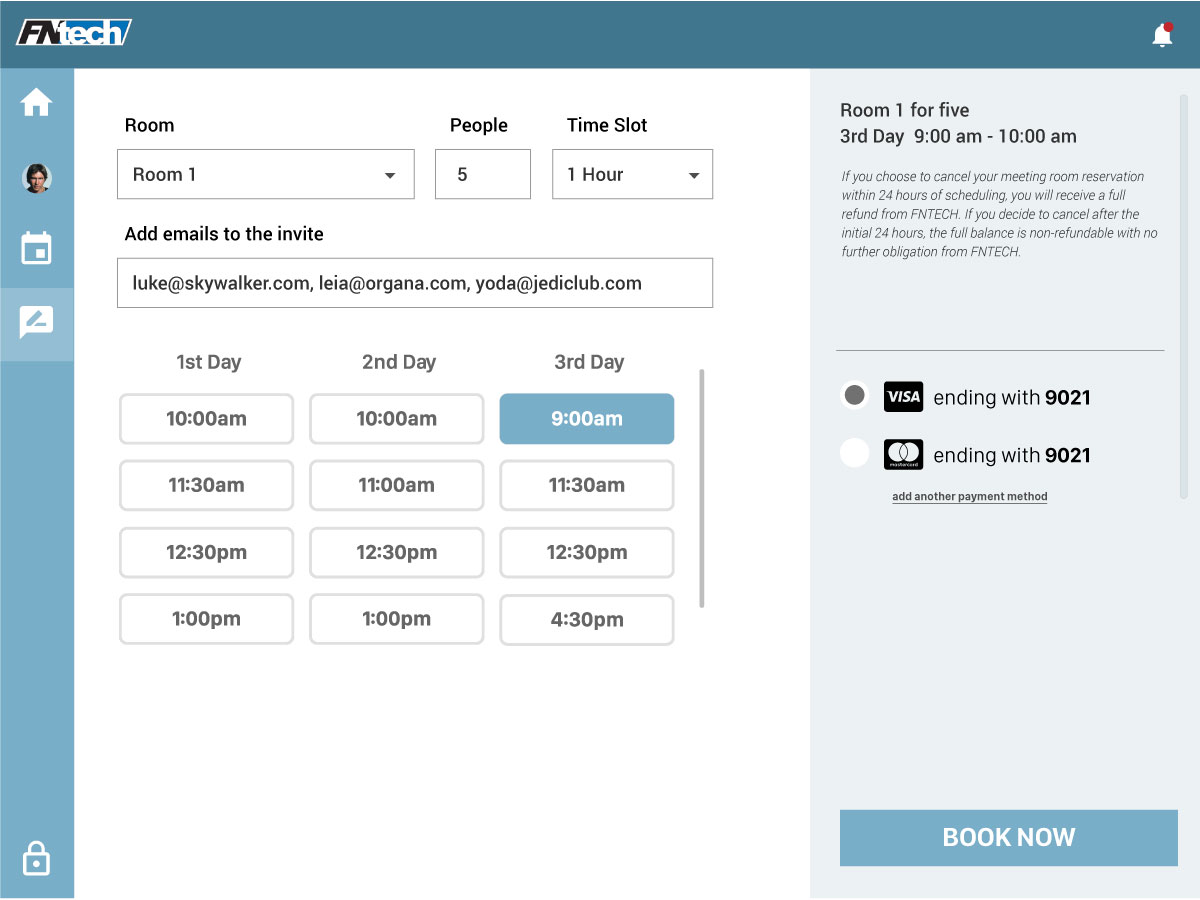 FNtech
Room
People
Time Slot
Room 1
5
1 Hour
Add emails to the invite
luke@skywalker.com, leia@organa.com, yoda@jediclub.com
1st Day
2nd Day
3rd Day
10:00am
10:00am
9:00am
11:30am
11:00am
11:30am
12:30pm
12:30pm
12:30pm
1:00pm
1:00pm
4:30pm
Room 1 for five
3rd Day 9:00 am - 10:00 am
If you choose to cancel your meeting room reservation
within 24 hours of scheduling, you will receive a full
refund from FNTECH. If you decide to cancel after the
initial 24 hours, the full balance is non-refundable with no
further obligation from FNTECH.
VISA ending with 9021
mastercard ending with 9021
add another payment method
BOOK NOW